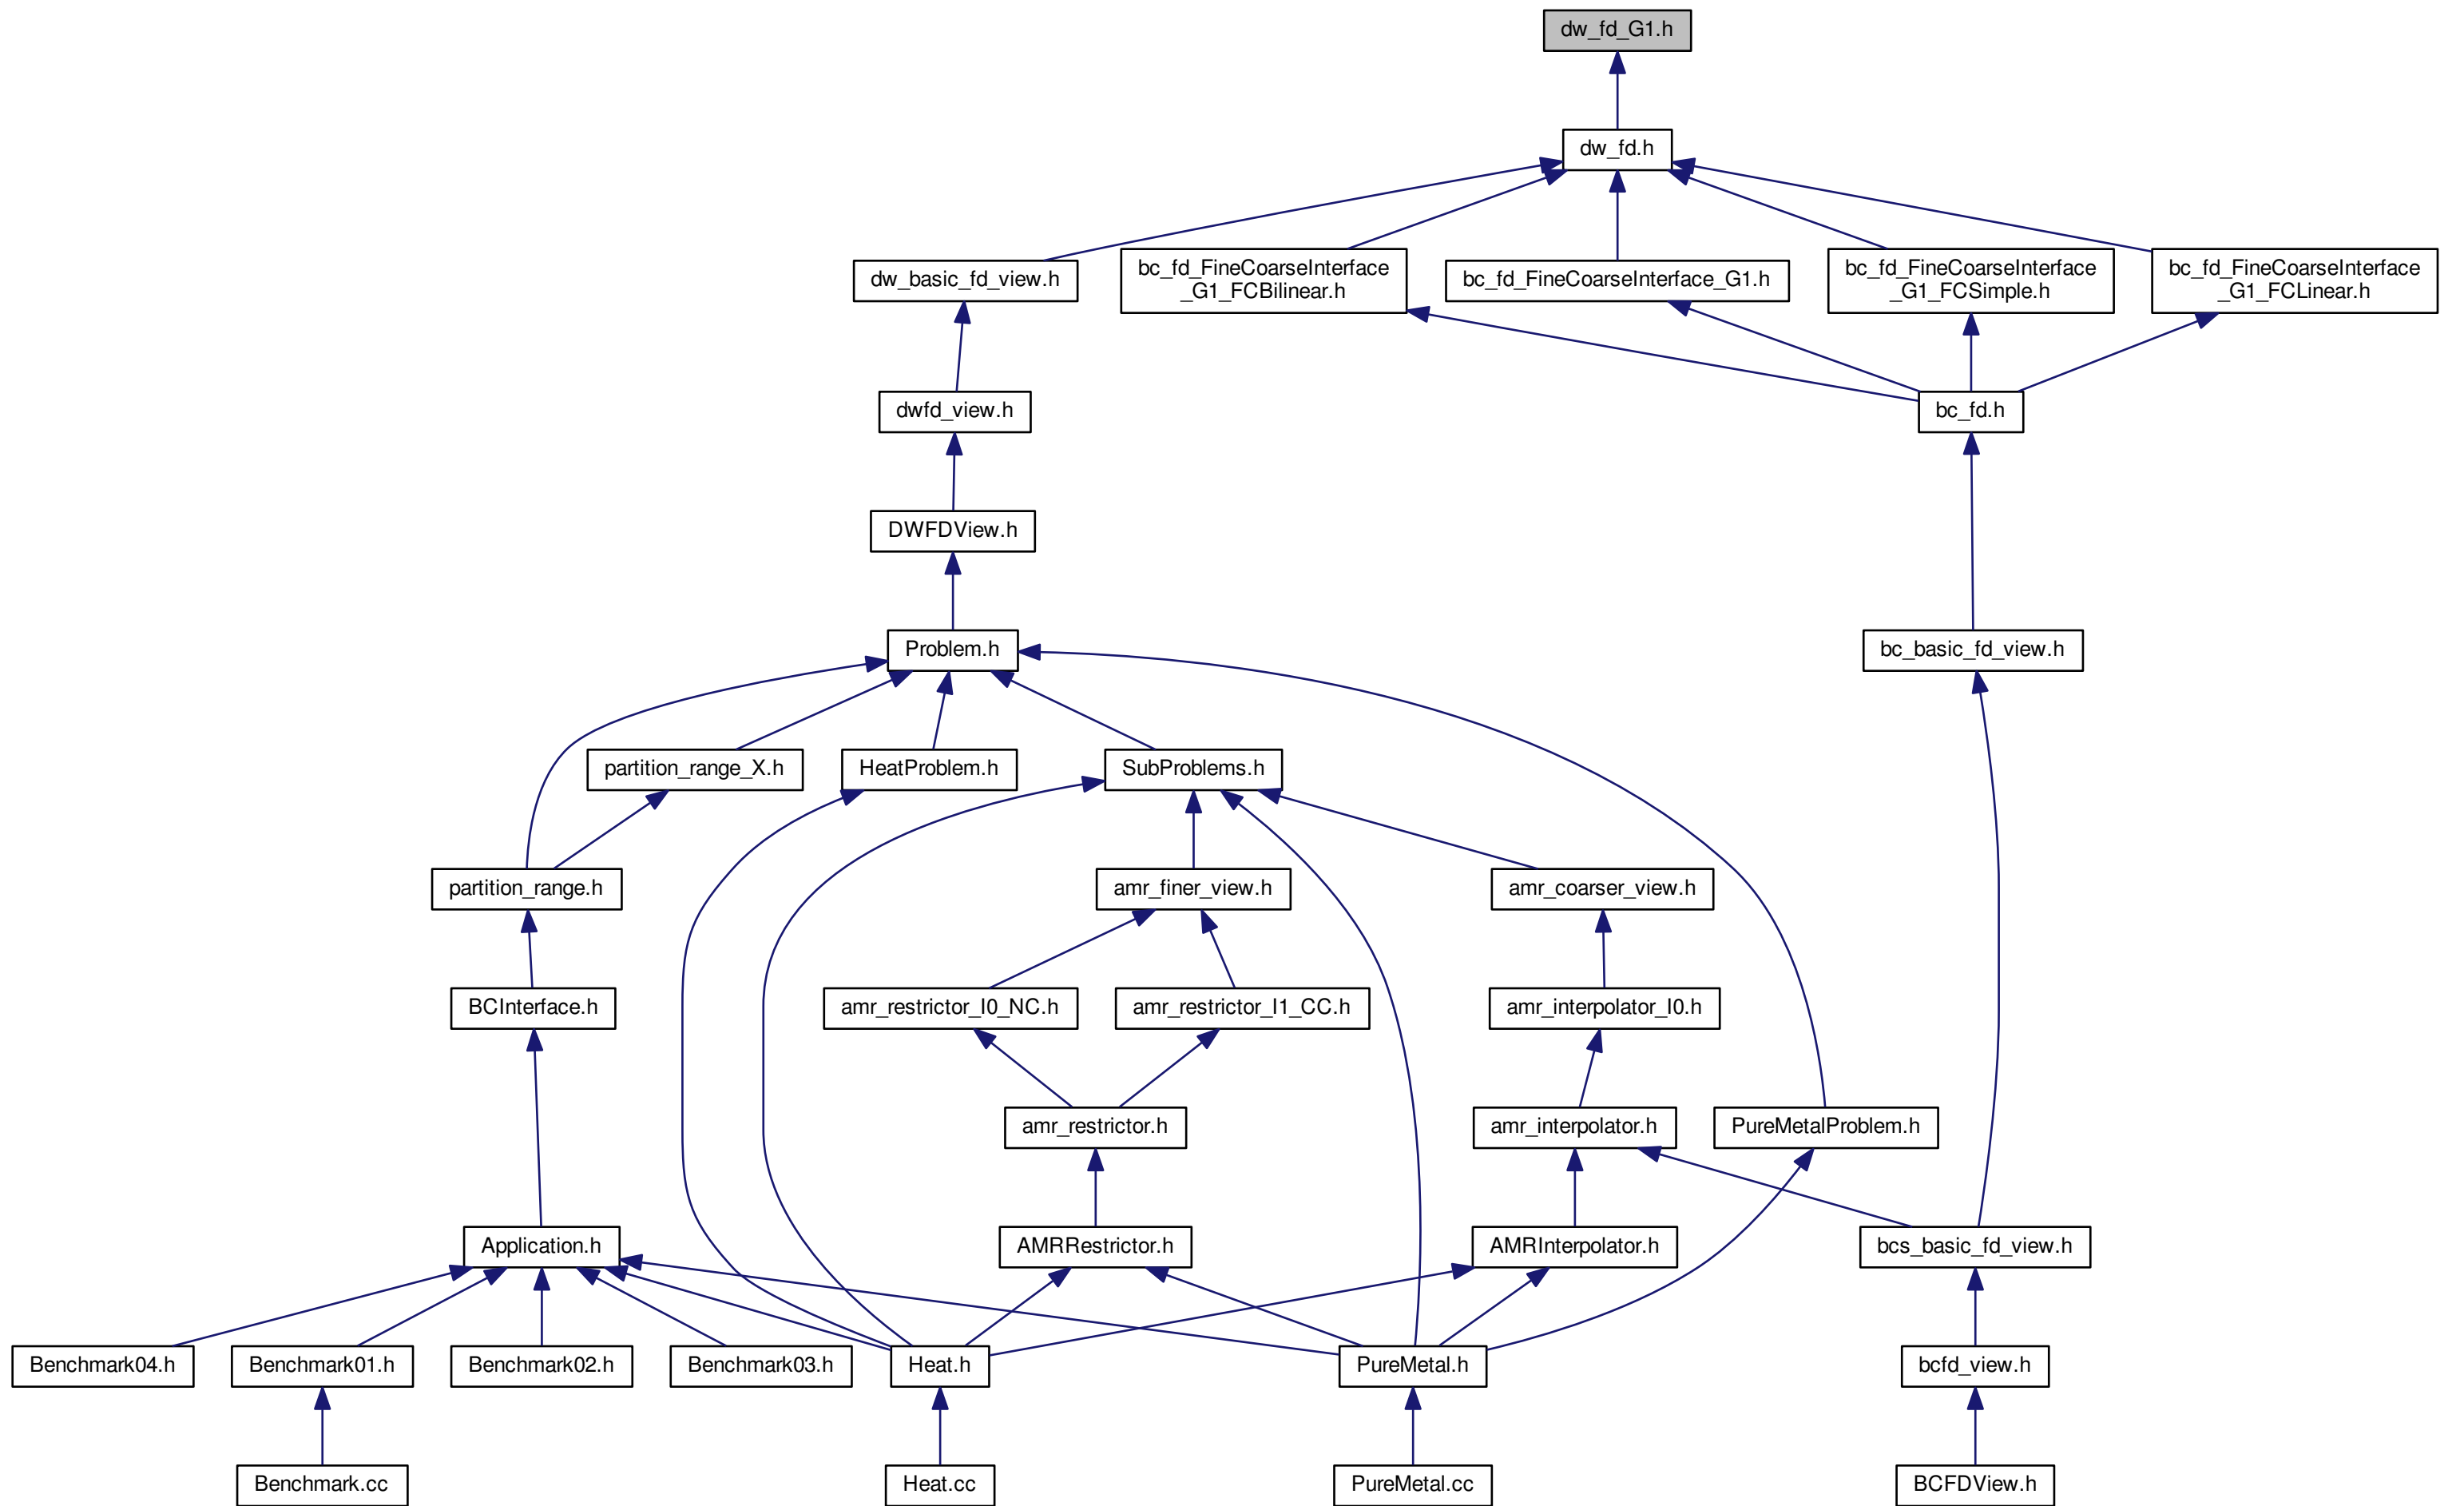 dw_fd_G1.h
dw_fd.h
dw_basic_fd_view.h
bc_fd_FineCoarseInterface
_G1_FCBilinear.h
bc_fd_FineCoarseInterface_G1.h
bc_fd_FineCoarseInterface
_G1_FCSimple.h
bc_fd_FineCoarseInterface
_G1_FCLinear.h
dwfd_view.h
bc_fd.h
DWFDView.h
Problem.h
bc_basic_fd_view.h
partition_range_X.h
HeatProblem.h
SubProblems.h
partition_range.h
amr_finer_view.h
amr_coarser_view.h
BCInterface.h
amr_restrictor_I0_NC.h
amr_restrictor_I1_CC.h
amr_interpolator_I0.h
amr_restrictor.h
amr_interpolator.h
PureMetalProblem.h
Application.h
AMRRestrictor.h
AMRInterpolator.h
bcs_basic_fd_view.h
Benchmark04.h
Benchmark01.h
Benchmark02.h
Benchmark03.h
Heat.h
PureMetal.h
bcfd_view.h
Benchmark.cc
Heat.cc
PureMetal.cc
BCFDView.h